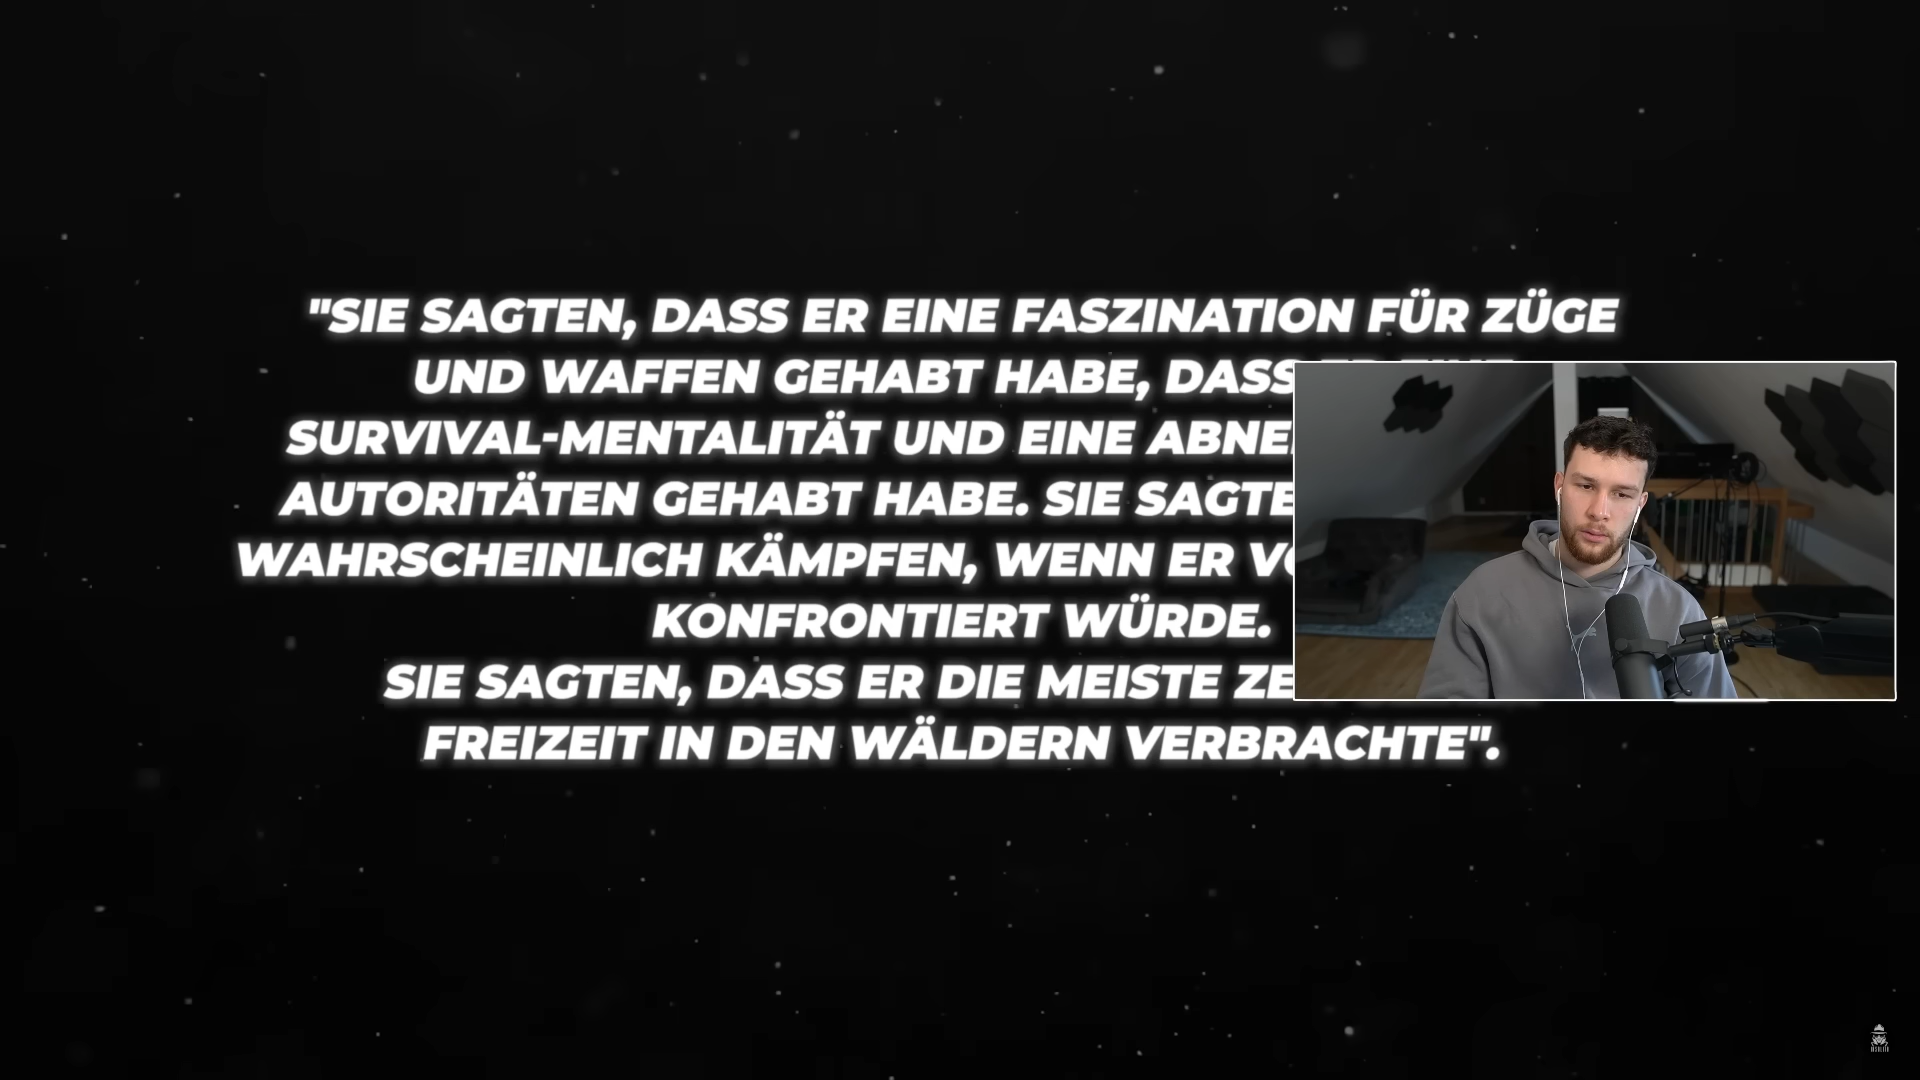 "SIE SAGTEN, DASS ER EINE FASZINATION FÜR ZÜGE
UND WAFFEN GEHABT HABE, DASS
SURVIVAL-MENTALITÄT UND EINE
AUTORITÄTEN GEHABT HABE. SIE
WAHRSCHEINLICH KÄMPFEN, WENN ER
KONFRONTIERT WÜRDE.
SIE SAGTEN, DASS ER DIE MEISTE
FREIZEIT IN DEN WÄLDERN VERBRACHTE".